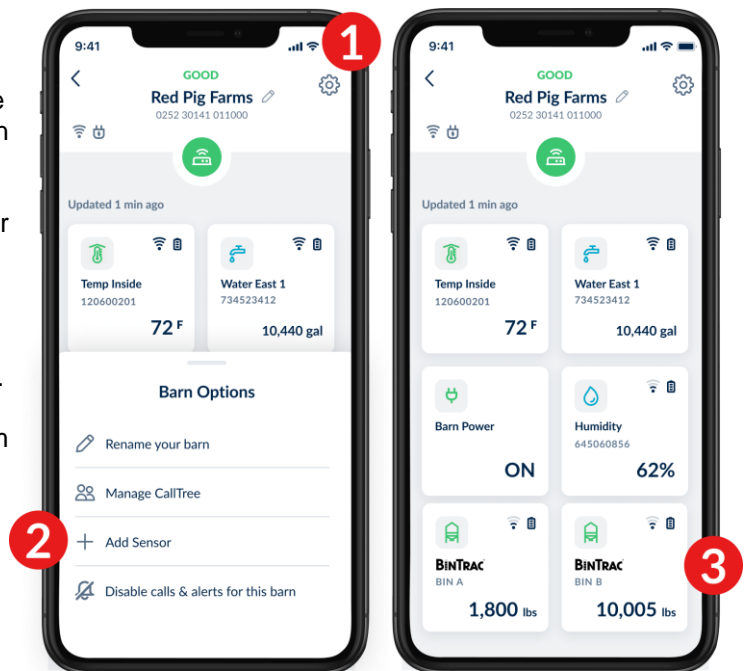 e
n
r
.
n
1
9:41
GOOD
Red Pig Farms
0252 30141 011000
Updated 1 min ago
Temp Inside
120600201
72 F
Water East 1
734523412
10,440 gal
Barn Options
Rename your barn
Manage CallTree
2
Add Sensor
Disable calls & alerts for this barn
9:41
GOOD
Red Pig Farms
0252 30141 011000
Updated 1 min ago
Temp Inside
120600201
72 F
Water East 1
734523412
10,440 gal
Barn Power
ON
Humidity
645060856
62%
BINTRAC
BIN A
1,800 lbs
BINTRAC
BIN B
10,005 lbs
3